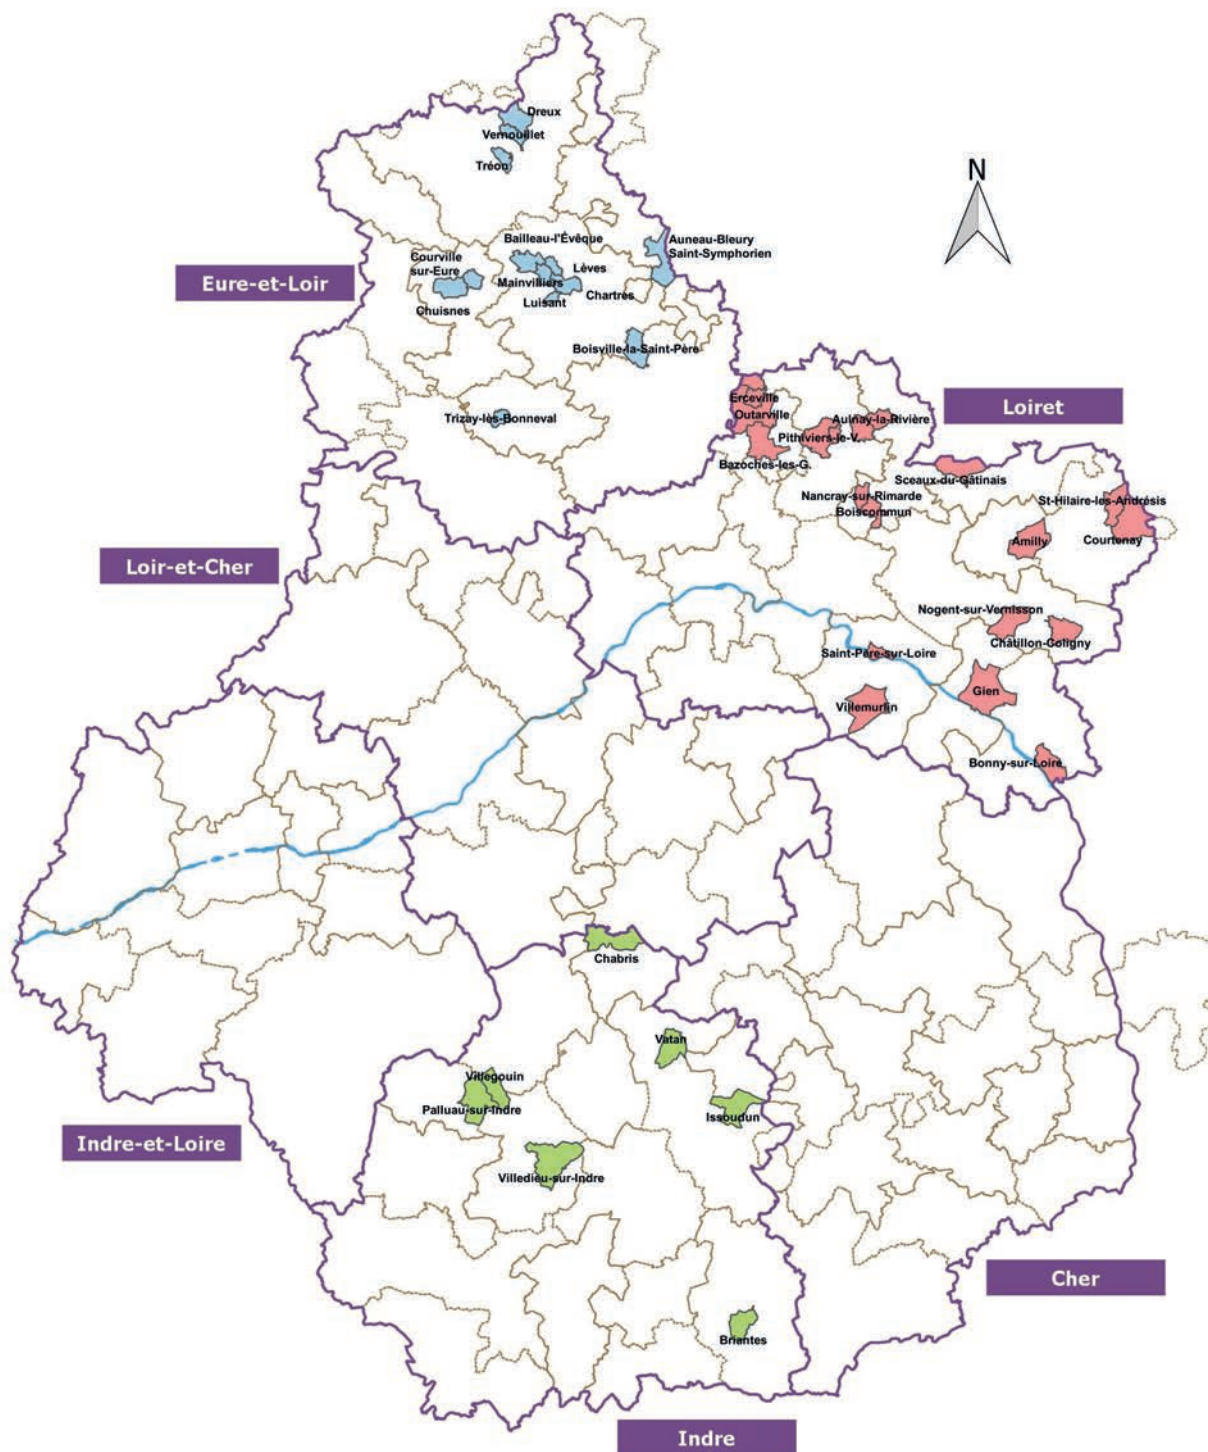 Dreux
Vernouillet
Tréon
N
Bailleau-l'Évêque
Auneau-Bleury
Saint-Symphorien
Courville
sur-Eure
Lèves
Eure-et-Loir
Mainvilliers
Chartres
Luisant
Chuisnes
Boisville-la-Saint-Père
Erceville
Loiret
Outarville
Aulnay-la-Rivière
Trizay-lès-Bonneval
Pithiviers-le-V.
Bazoches-les-G.
Sceaux-du-Gâtinais
Nancray-sur-Rimarde
St-Hilaire-les-Andrésis
Boiscommun
Amilly
Courtenay
Loir-et-Cher
Nogent-sur-Vernisson
Châtillon-Coligny
Saint-Père-sur-Loire
Gien
Villemurlin
Bonny-sur-Loire
Chabris
Vatan
Villegouin
Palluau-sur-Indre
Issoudun
Indre-et-Loire
Villedieu-sur-Indre
Cher
Briantes
Indre